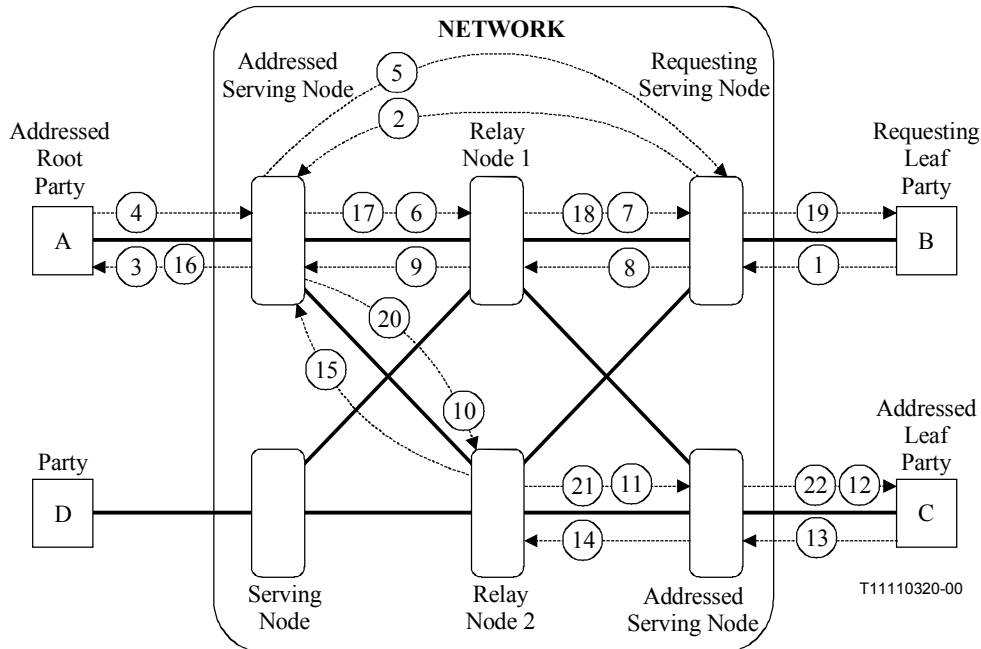 NETWORK
Addressed
Serving Node
5
Requesting
Serving Node
2
Addressed
Root
Party
Relay
Node 1
Requesting
Leaf
Party
4
17
6
18
7
19
A
B
3
16
9
8
1
20
15
10
Addressed
Leaf
Party
Party
21
11
22
12
D
C
14
13
Serving
Node
Relay
Node 2
Addressed
Serving Node
T11110320-00